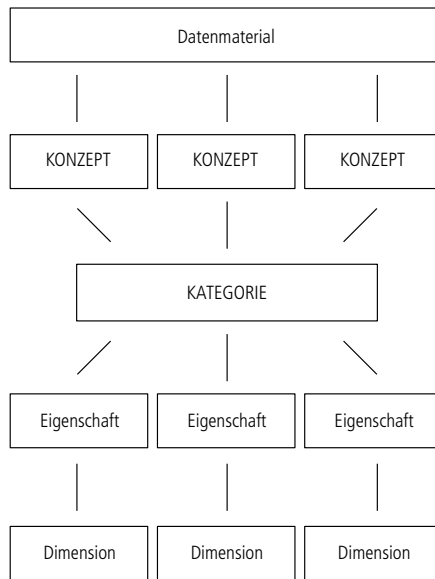 Datenmaterial
KONZEPT KONZEPT KONZEPT
KATEGORIE
Eigenschaft Eigenschaft Eigenschaft
Dimension Dimension Dimension